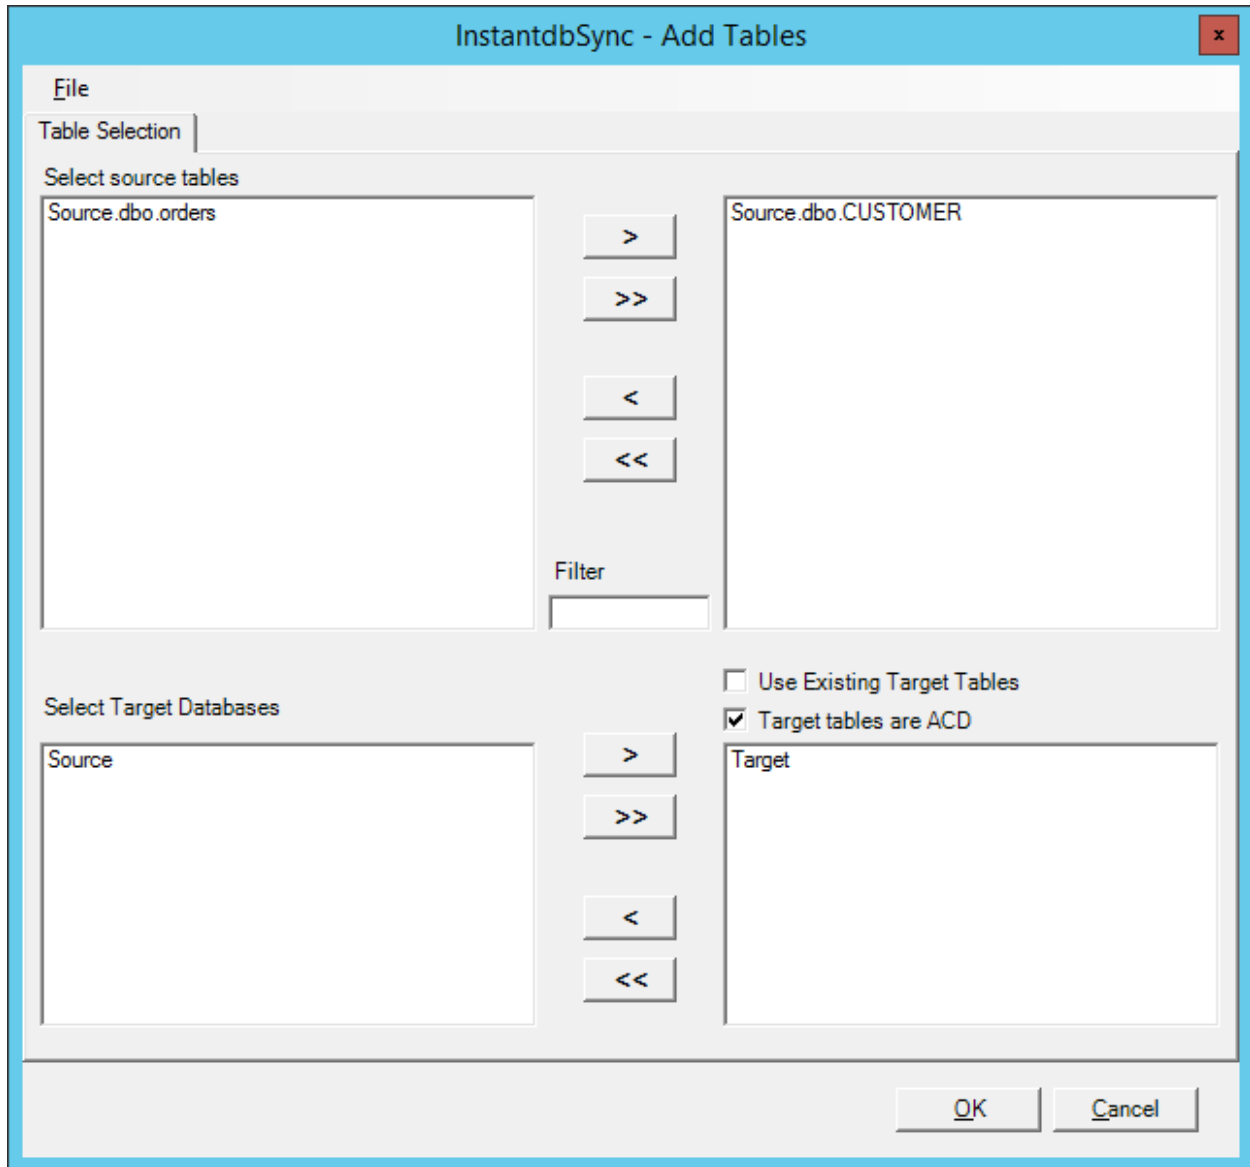 InstantdbSync - Add Tables
x
File
Table Selection
Select source tables
Source.dbo.orders
>
>>
<
<<
Filter
Source.dbo.CUSTOMER
Use Existing Target Tables
Target tables are ACD
Select Target Databases
Source
>
>>
<
<<
Target
OK
Cancel